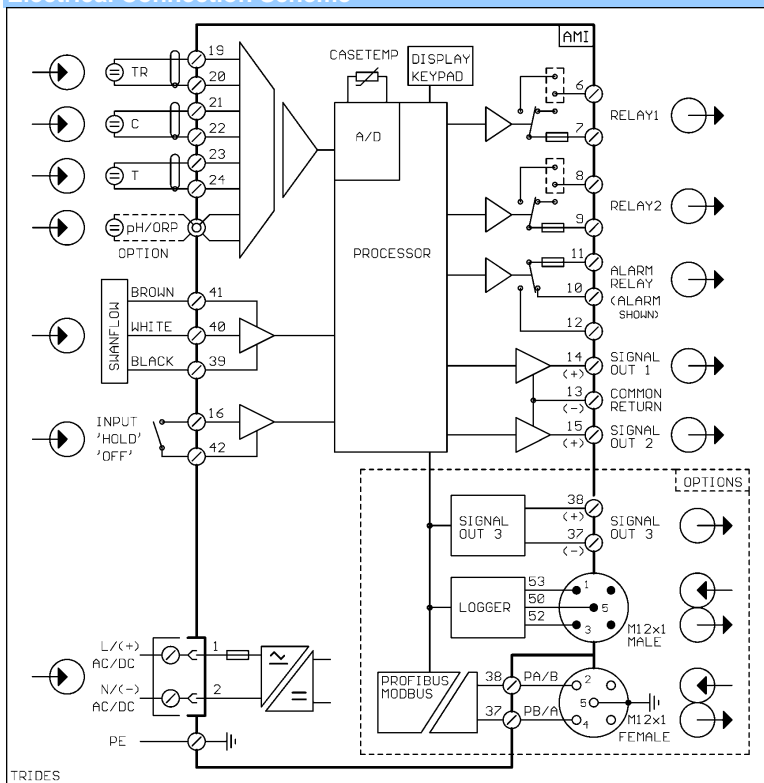 Electrical Connection Scheme
AMI
19
TR
20
21
C
22
23
T
24
pH/ORP
OPTION
CASETEMP
DISPLAY
KEYPAD
A/D
PROCESSOR
6
RELAY1
7
8
RELAY2
9
11
ALARM
RELAY
10
(ALARM
SHOWN)
12
SWANFLOW
BROWN
41
WHITE
40
BLACK
39
14
(+)
SIGNAL
OUT 1
13
(-)
COMMON
RETURN
15
(+)
SIGNAL
OUT 2
INPUT
'HOLD'
'OFF'
16
42
OPTIONS
SIGNAL
OUT 3
38
(+)
37
(-)
SIGNAL
OUT 3
LOGGER
53
50
52
1
5
3
M12x1
MALE
L/(+)
AC/DC
1
N/(-)
AC/DC
2
PE
PROFIBUS
MODBUS
38
PA/B
37
PB/A
2
5
4
M12x1
FEMALE
TRIDES